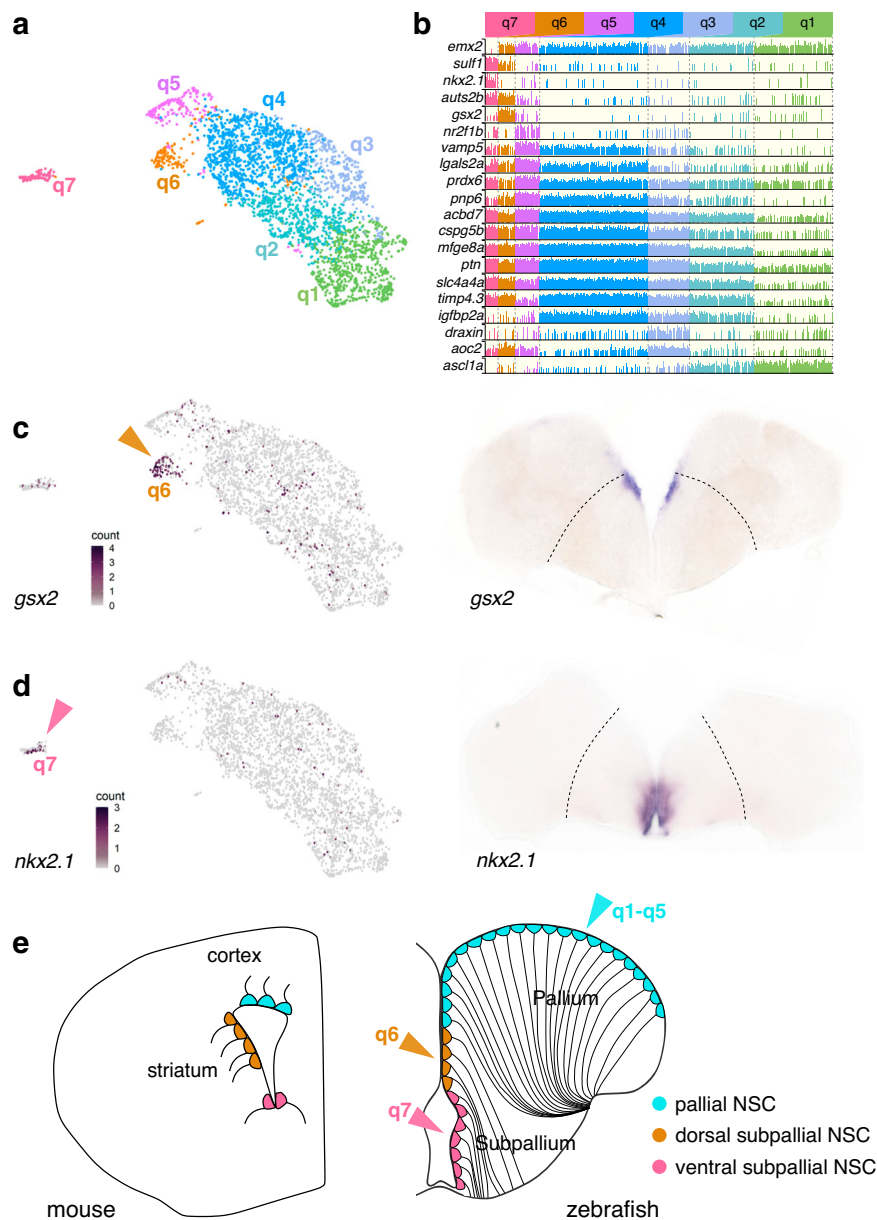 a
q5
q4
q3
q6
q7
q2
q1
b
q7 q6 q5 q4 q3 q2 q1
emx2
sulf1
nkx2.1
auts2b
gsx2
nr2f1b
vamp5
lgals2a
prdx6
pnp6
acbd7
cspg5b
mfge8a
ptn
slc4a4a
timp4.3
igfbp2a
draxin
aoc2
ascl1a
c
q6
count
4
3
2
1
0
gsx2
gsx2
d
q7
count
3
2
1
0
nkx2.1
nkx2.1
e
cortex
striatum
mouse
q1-q5
Pallium
q6
q7
Subpallium
pallial NSC
dorsal subpallial NSC
ventral subpallial NSC
zebrafish